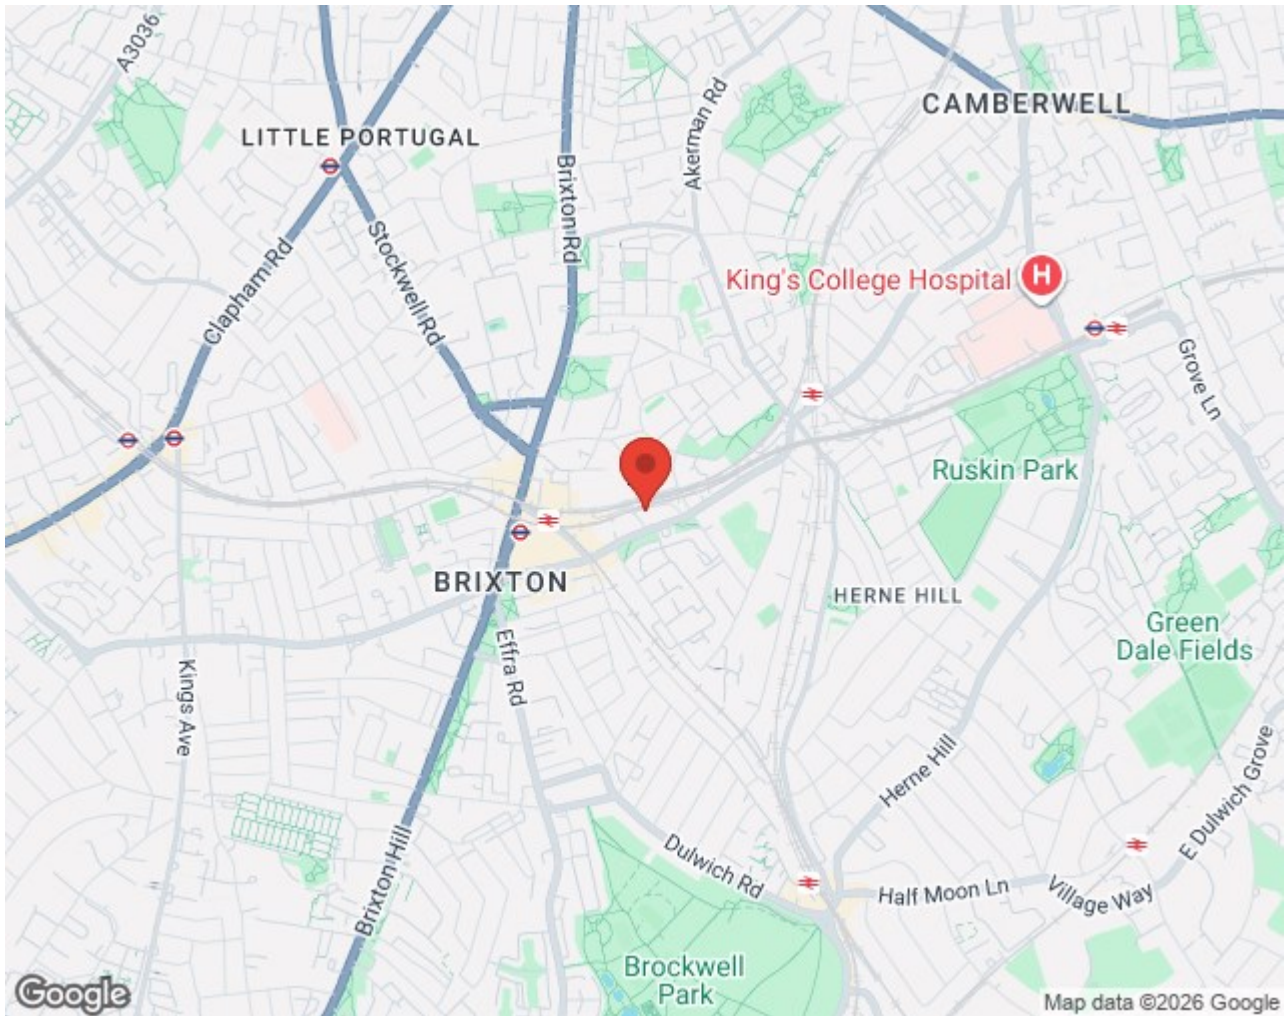 A3036
CAMBERWELL
LITTLE PORTUGAL
Akerman Rd
Brixton Rd
Stockwell Rd
Clapham Rd
King's College Hospital
H
Grove Ln
Ruskin Park
BRIXTON
HERNE HILL
Green
Dale Fields
Effra Rd
Kings Ave
Herne Hill
E Dulwich Grove
Brixton Hill
Dulwich Rd
Half Moon Ln
Village Way
Brockwell
Park
Google
Map data ©2026 Google